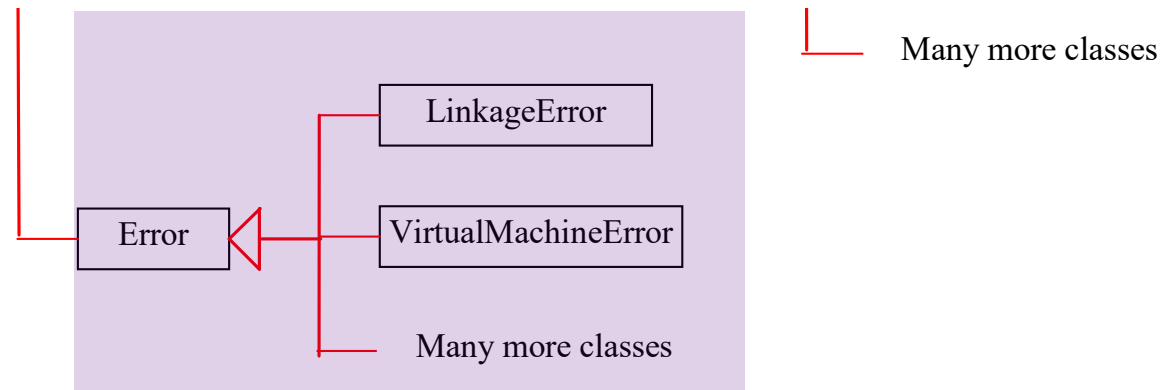 Many more classes
LinkageError
Error
VirtualMachineError
Many more classes